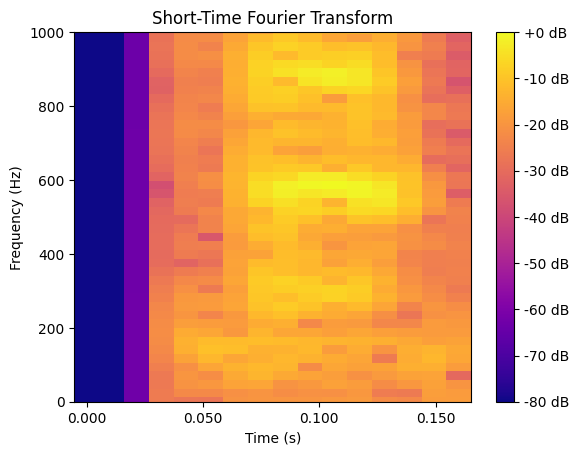 Short-Time Fourier Transform
1000
800
600
400
200
0
Frequency (Hz)
0.000
0.050
0.100
0.150
Time (s)
+0 dB
-10 dB
-20 dB
-30 dB
-40 dB
-50 dB
-60 dB
-70 dB
-80 dB